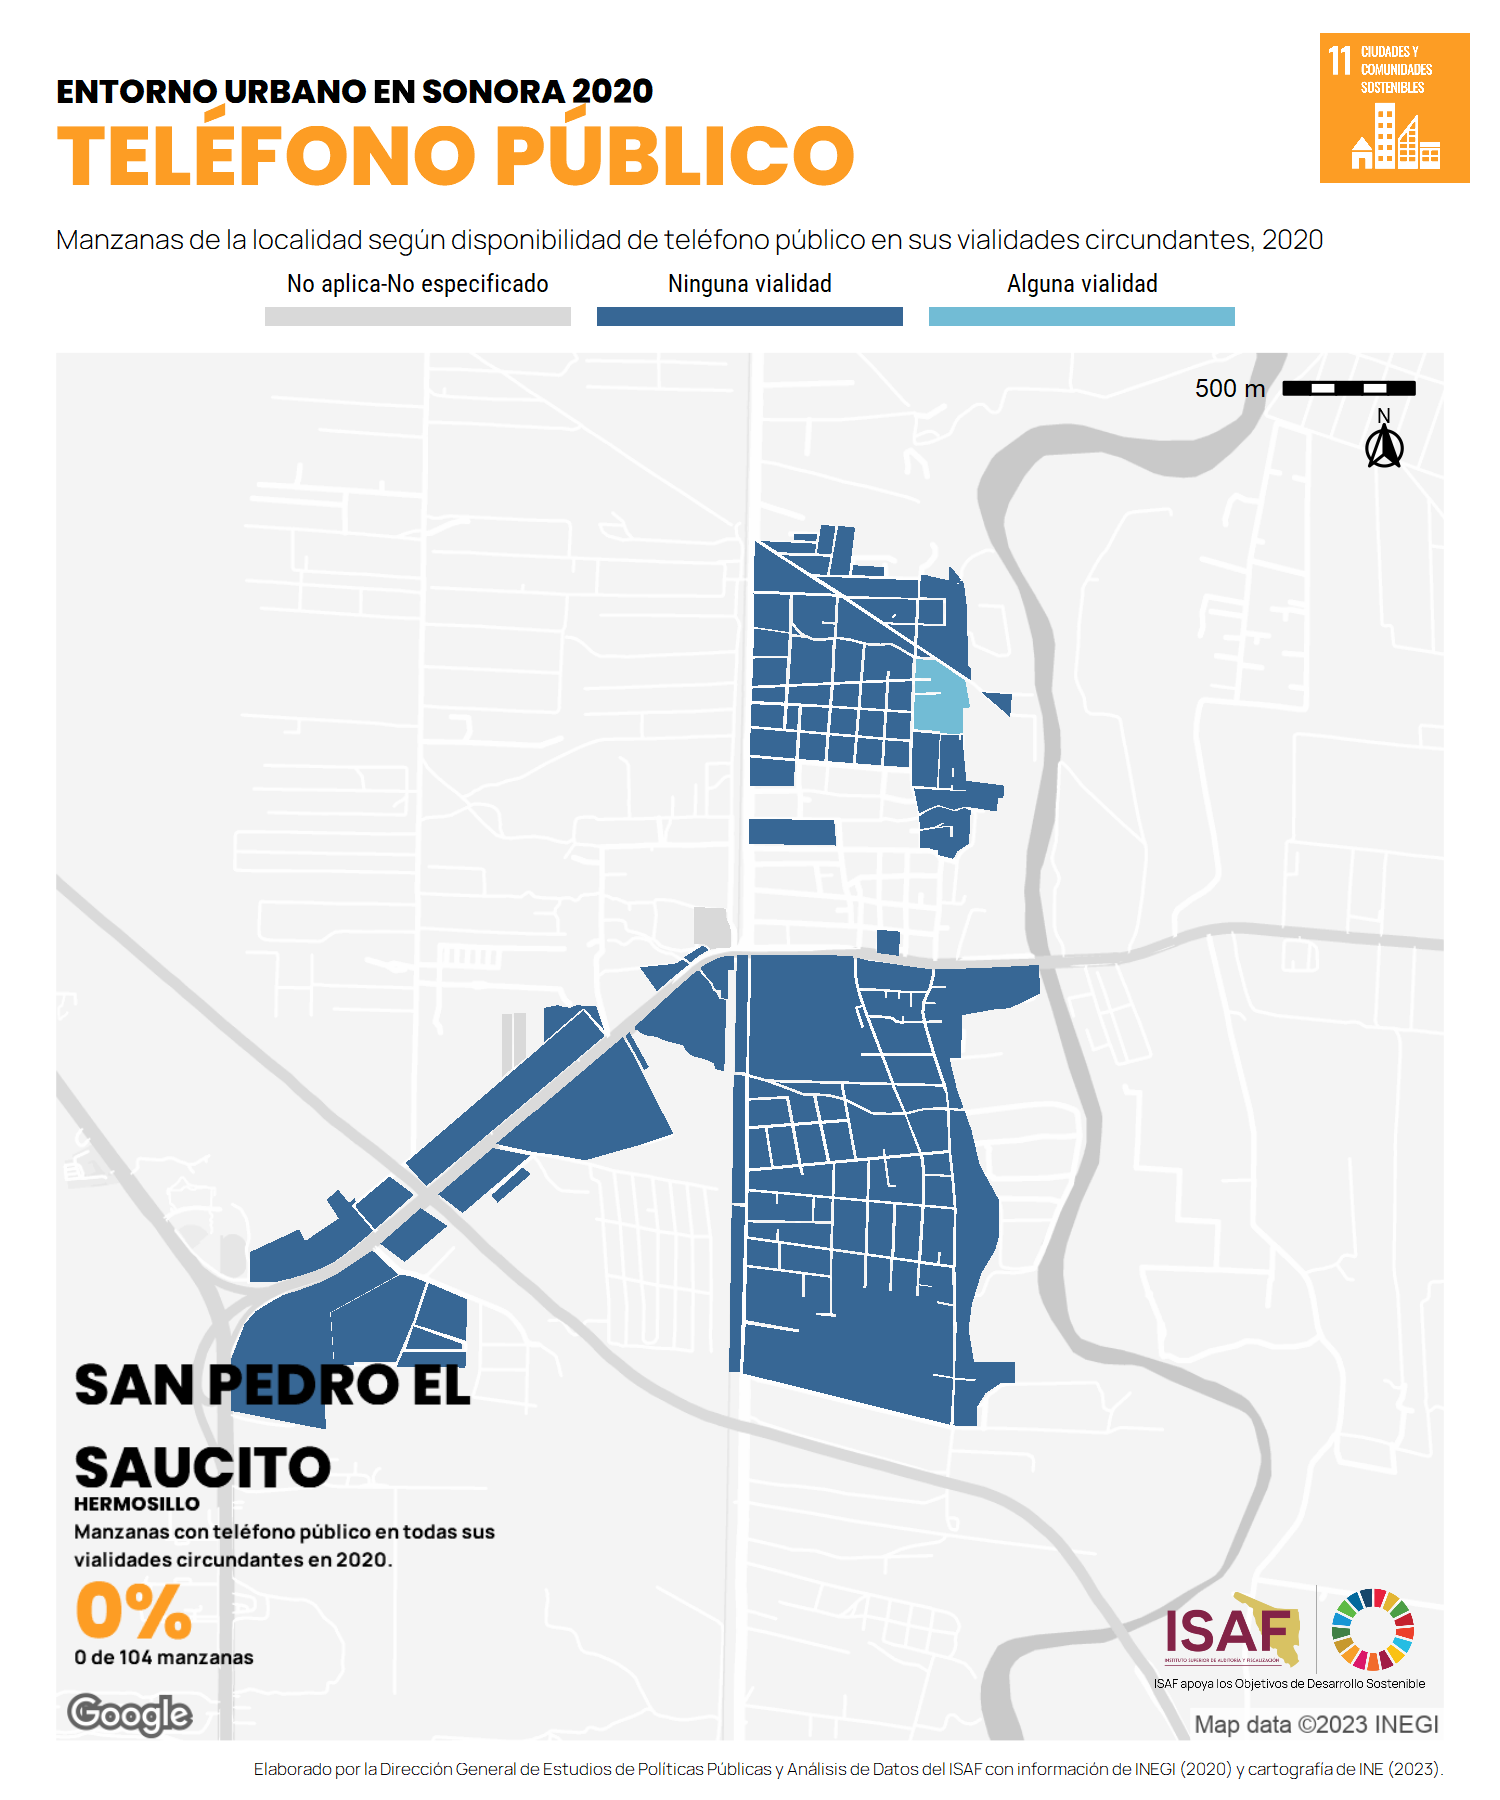 ENTORNO URBANO EN SONORA 2020
TELÉFONO PÚBLICO
11 CIUDADES Y
COMUNIDADES
SOSTENIBLES
Manzanas de la localidad según disponibilidad de teléfono público en sus vialidades circundantes, 2020
No aplica-No especificado
Ninguna vialidad
Alguna vialidad
500 m
N
SAN PEDRO EL
SAUCITO
HERMOSILLO
Manzanas con teléfono público en todas sus
vialidades circundantes en 2020.
0%
0 de 104 manzanas
Google
ISAF
INSTITUTO SUPERIOR DE AUDITORÍA Y FISCALIZACIÓN
ISAF apoya los Objetivos de Desarrollo Sostenible
Map data ©2023 INEGI
Elaborado por la Dirección General de Estudios de Políticas Públicas y Análisis de Datos del ISAF con información de INEGI (2020) y cartografía de INE (2023).